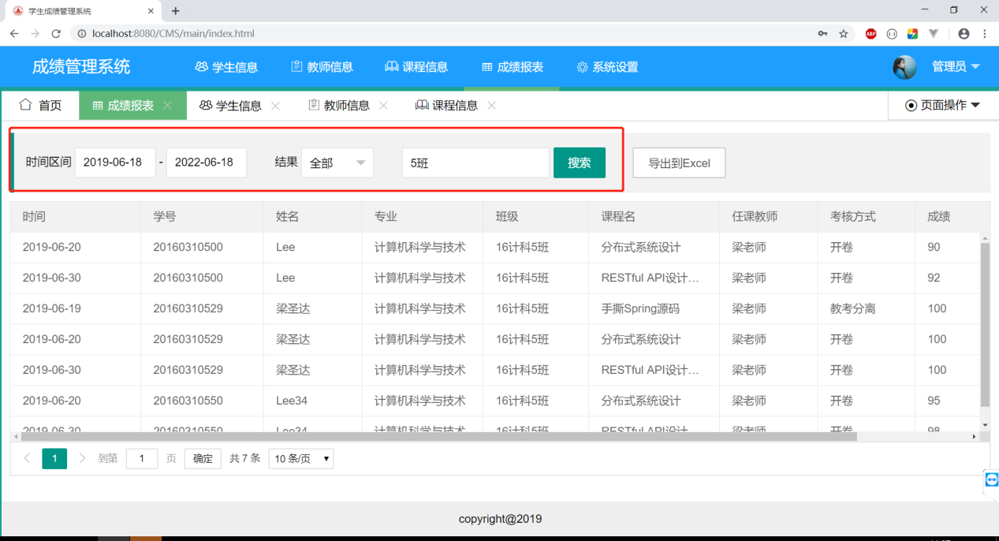 学生成绩管理系统
localhost:8080/CMS/main/index.html
ABP
成绩管理系统 学生信息 教师信息 课程信息 成绩报表 系统设置 管理员
首页 成绩报表 学生信息 教师信息 课程信息 页面操作
时间区间 2019-06-18 - 2022-06-18 结果 全部 5班 搜索 导出到Excel
时间 学号 姓名 专业 班级 课程名 任课教师 考核方式 成绩
2019-06-20 20160310500 Lee 计算机科学与技术 16计科5班 分布式系统设计 梁老师 开卷 90
2019-06-30 20160310500 Lee 计算机科学与技术 16计科5班 RESTful API设计... 梁老师 开卷 92
2019-06-19 20160310529 梁圣达 计算机科学与技术 16计科5班 手撕Spring源码 梁老师 教考分离 100
2019-06-20 20160310529 梁圣达 计算机科学与技术 16计科5班 分布式系统设计 梁老师 开卷 100
2019-06-30 20160310529 梁圣达 计算机科学与技术 16计科5班 RESTful API设计... 梁老师 开卷 100
2019-06-20 20160310550 Lee34 计算机科学与技术 16计科5班 分布式系统设计 梁老师 开卷 95
2019-06-30 20160310550 Lee34 计算机科学与技术 16计科5班 RESTful API设计 梁老师 开卷 98
1 到第 1 页 确定 共 7 条 10 条/页
copyright@2019